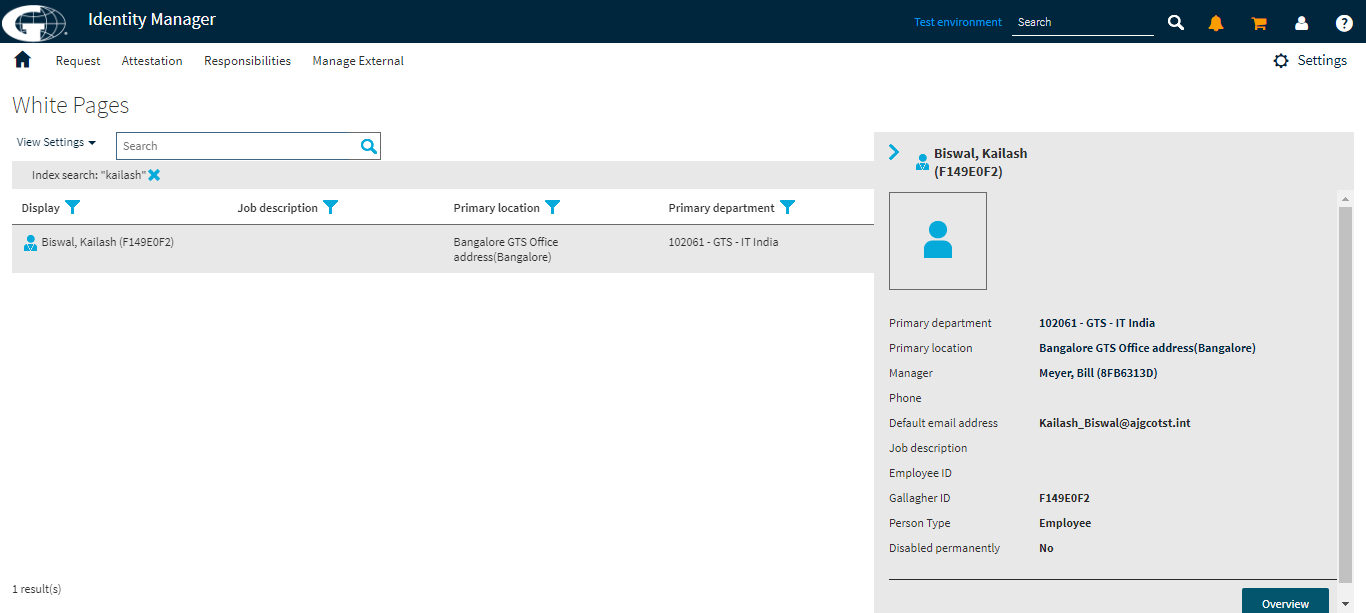 Identity Manager
Test environment
Search
Request
Attestation
Responsibilities
Manage External
Settings
White Pages
View Settings
Search
Index search: "kailash"
Display
Job description
Primary location
Primary department
Biswal, Kailash (F149E0F2)
Bangalore GTS Office
address(Bangalore)
102061 - GTS - IT India
1 result(s)
Biswal, Kailash
(F149E0F2)
Primary department 102061 - GTS - IT India
Primary location Bangalore GTS Office address(Bangalore)
Manager Meyer, Bill (8FB6313D)
Phone
Default email address Kailash_Biswal@ajgcotst.int
Job description
Employee ID
Gallagher ID F149E0F2
Person Type Employee
Disabled permanently No
Overview